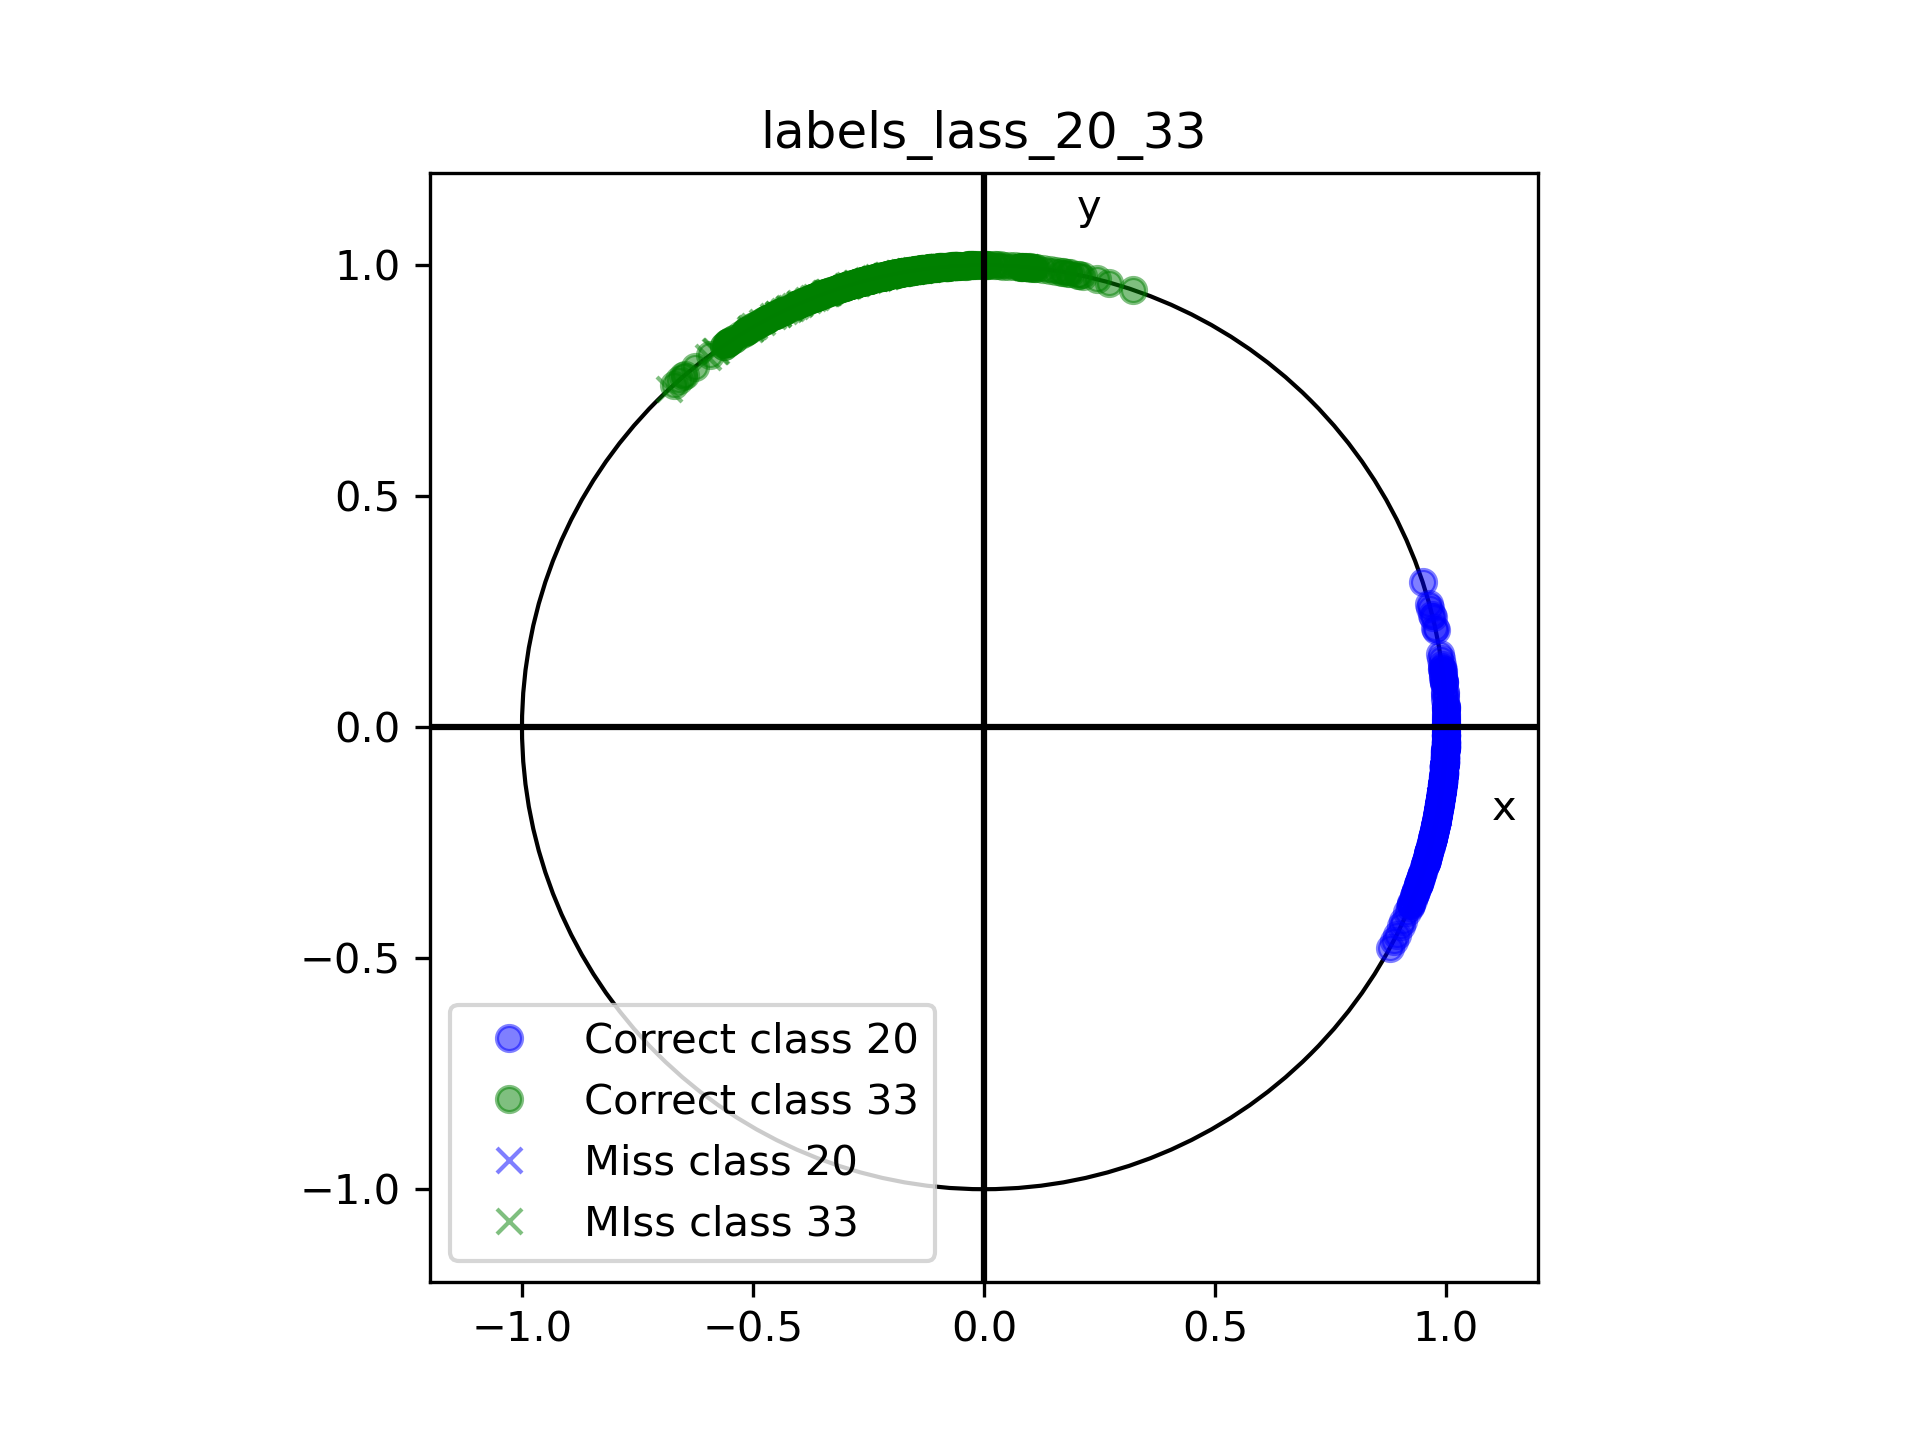 labels_lass_20_33
y
1.0
0.5
0.0
−0.5
−1.0
x
Correct class 20
Correct class 33
Miss class 20
MIss class 33
−1.0 −0.5 0.0 0.5 1.0